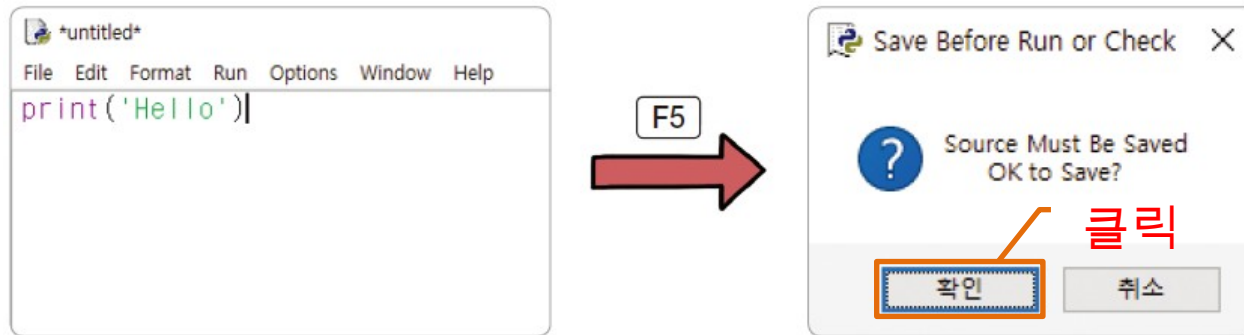 *untitled*
File Edit Format Run Options Window Help
print('Hello')
F5
Save Before Run or Check
Source Must Be Saved
OK to Save?
클릭
확인 취소